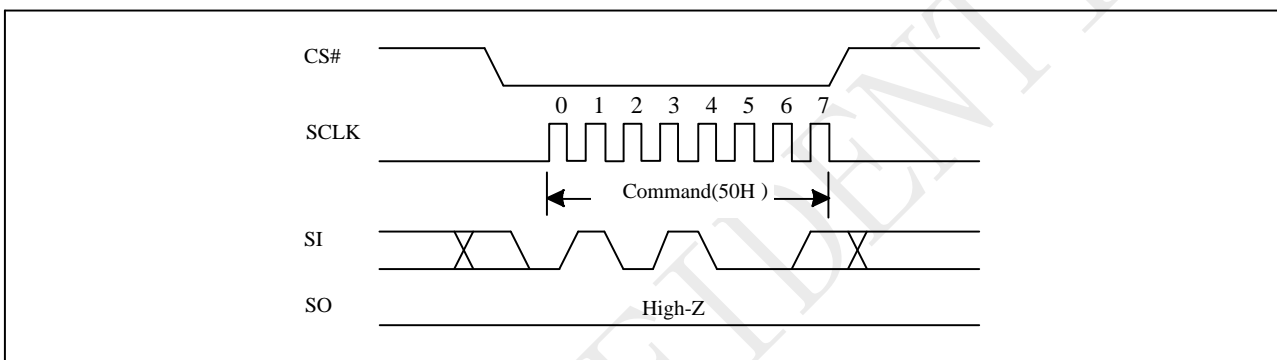 CS#
0 1 2 3 4 5 6 7
SCLK
Command(50H )
SI
SO
High-Z